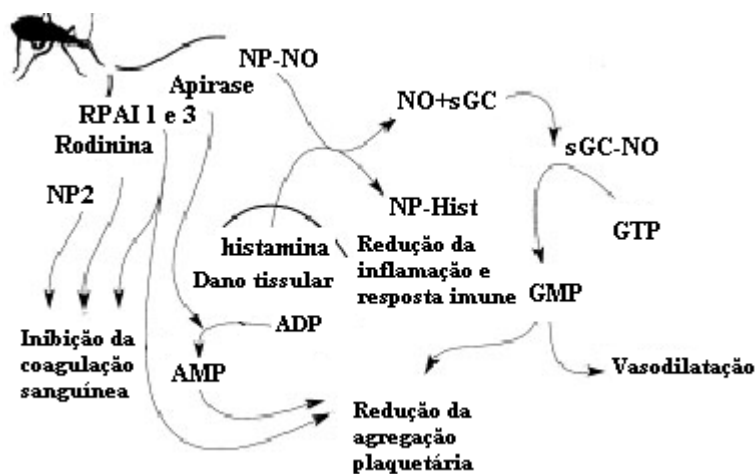 NP-NO
Apirase
RPAI 1 e 3
Rodinina
NP2
NO+sGC
sGC-NO
NP-Hist
GTP
histamina
Dano tissular
Redução da
inflamação e
resposta imune
GMP
ADP
AMP
Inibição da
coagulação
sanguínea
Vasodilatação
Redução da
agregação
plaquetária